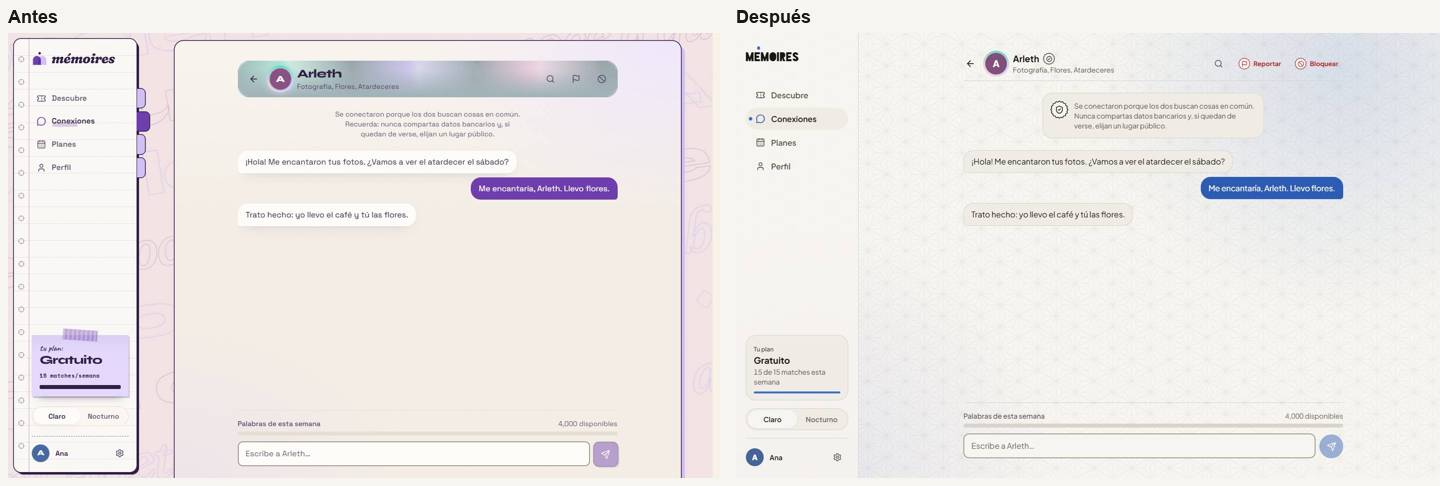 Antes
mémoires
Descubre
Conexiones
Planes
Perfil
tu plan:
Gratuito
15 matches/semana
Claro Nocturno
A Ana
A Arleth
Fotografía, Flores, Atardeceres
Se conectaron porque los dos buscan cosas en común.
Recuerda: nunca compartas datos bancarios y, si
quedan de verse, elijan un lugar público.
¡Hola! Me encantaron tus fotos. ¿Vamos a ver el atardecer el sábado?
Me encantaría, Arleth. Llevo flores.
Trato hecho: yo llevo el café y tú las flores.
Palabras de esta semana 4,000 disponibles
Escribe a Arleth...
Después
MÉMOIRES
Descubre
Conexiones
Planes
Perfil
Tu plan
Gratuito
15 de 15 matches esta
semana
Claro Nocturno
A Ana
A Arleth
Fotografía, Flores, Atardeceres
Reportar Bloquear
Se conectaron porque los dos buscan cosas en común.
Nunca compartas datos bancarios y, si quedan de
verse, elijan un lugar público.
¡Hola! Me encantaron tus fotos. ¿Vamos a ver el atardecer el sábado?
Me encantaría, Arleth. Llevo flores.
Trato hecho: yo llevo el café y tú las flores.
Palabras de esta semana 4,000 disponibles
Escribe a Arleth...